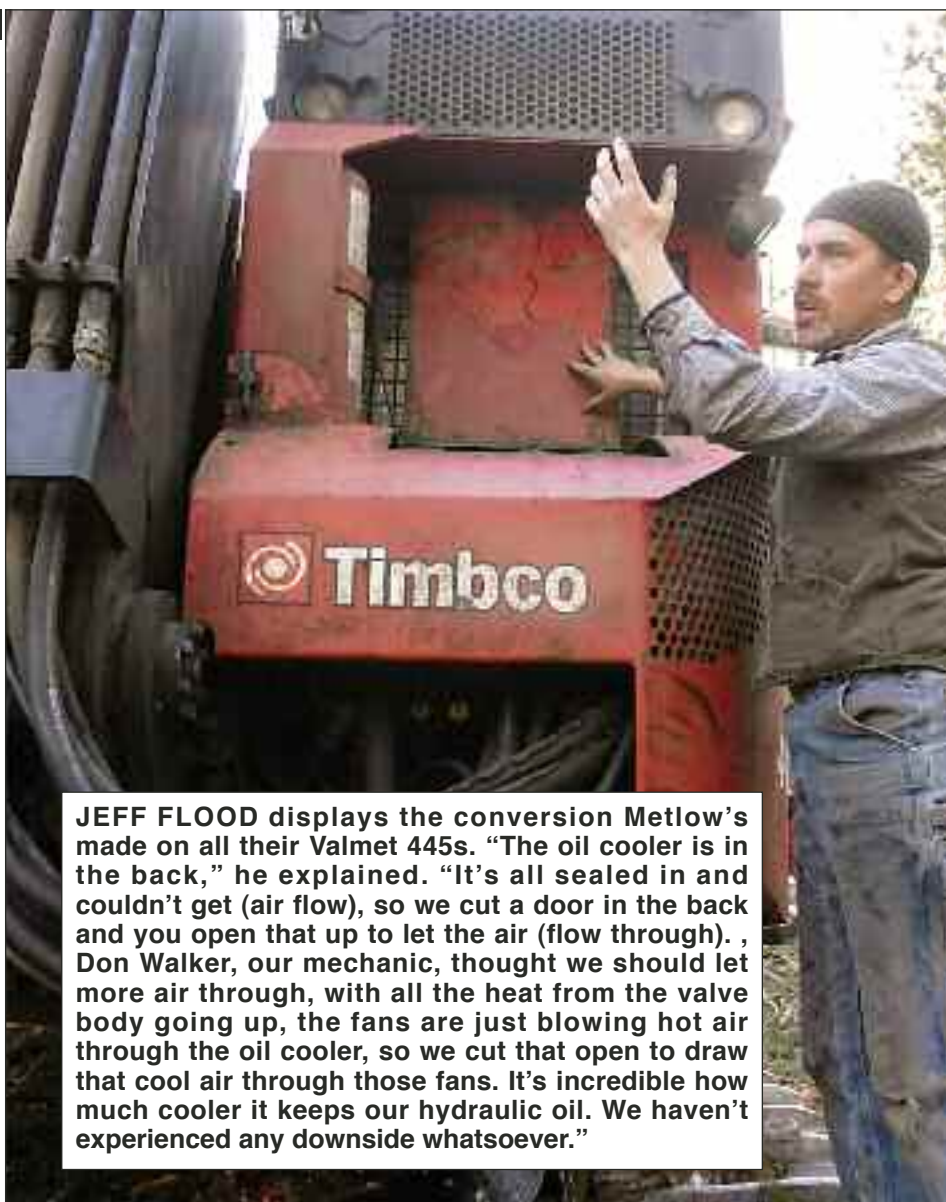 Timbco
JEFF FLOOD displays the conversion Metlow's
made on all their Valmet 445s. “The oil cooler is in
the back,” he explained. “It's all sealed in and
couldn't get (air flow), so we cut a door in the back
and you open that up to let the air (flow through). ,
Don Walker, our mechanic, thought we should let
more air through, with all the heat from the valve
body going up, the fans are just blowing hot air
through the oil cooler, so we cut that open to draw
that cool air through those fans. It's incredible how
much cooler it keeps our hydraulic oil. We haven't
experienced any downside whatsoever.”